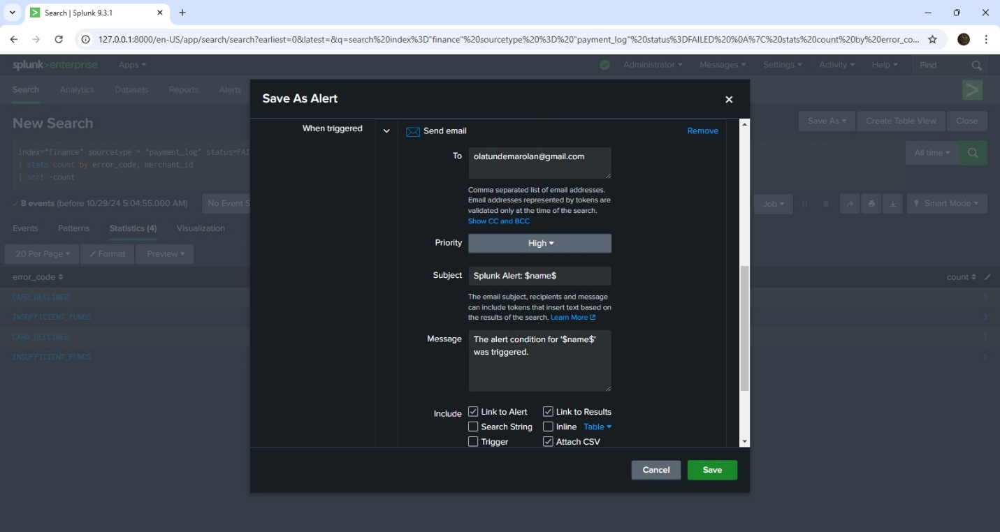 Search | Splunk 9.3.1
127.0.0.1:8000/en-US/app/search/search?earliest=0&latest=&q=search%20index%3D"finance"%20sourcetype%20%3D%20"payment_log"%20status%3DFAILED%20%0A%7C%20stats%20count%20by%20error_co...
splunk>enterprise Apps Administrator Messages Settings Activity Help Find
Search Analytics Datasets Reports Alerts
Save As Alert
New Search
Save As Create Table View Close
When triggered
Send email
Remove
index="finance" sourcetype = "payment_log" status=FAI
| stats count by error_code, merchant_id
| sort -count
All time
To
olatundemarolan@gmail.com
Comma separated list of email addresses.
Email addresses represented by tokens are
validated only at the time of the search.
Show CC and BCC
✓ 8 events (before 10/29/24 5:04:55.000 AM) No Event S
Job Smart Mode
Events Patterns Statistics (4) Visualization
20 Per Page Format Preview
Priority
High
error_code
count
Subject
Splunk Alert: $name$
CARD_DECLINED
3
INSUFFICIENT_FUNDS
3
CARD_DECLINED
1
INSUFFICIENT_FUNDS
1
The email subject, recipients and message
can include tokens that insert text based on
the results of the search. Learn More
Message
The alert condition for '$name$'
was triggered.
Include
Link to Alert Link to Results
Search String Inline Table
Trigger Attach CSV
Cancel Save